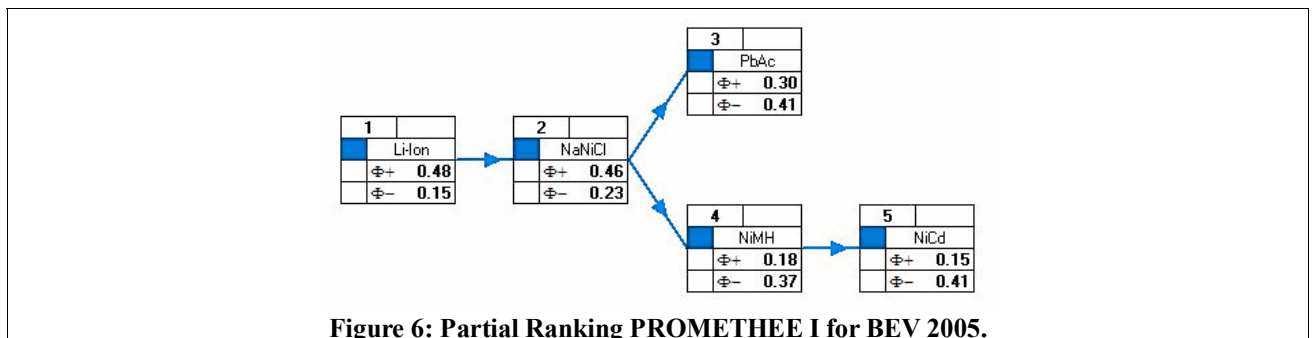 1
Li-Ion
Φ+ 0.48
Φ− 0.15
2
NaNiCl
Φ+ 0.46
Φ− 0.23
3
PbAc
Φ+ 0.30
Φ− 0.41
4
NiMH
Φ+ 0.18
Φ− 0.37
5
NiCd
Φ+ 0.15
Φ− 0.41
Figure 6: Partial Ranking PROMETHEE I for BEV 2005.